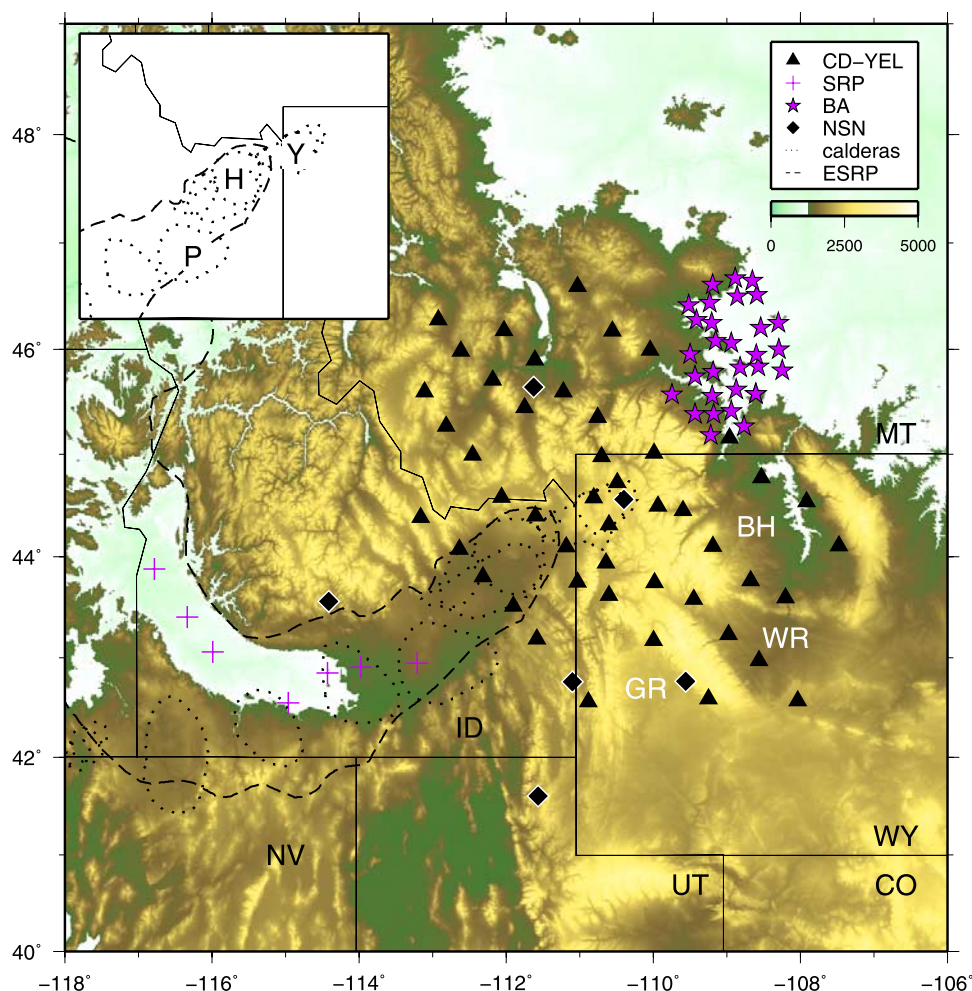 48°
46°
44°
42°
40°
−118°
−116°
−114°
−112°
−110°
−108°
−106°
Y
H
P
CD−YEL
SRP
BA
NSN
calderas
ESRP
0
2500
5000
MT
BH
WR
GR
ID
WY
NV
UT
CO